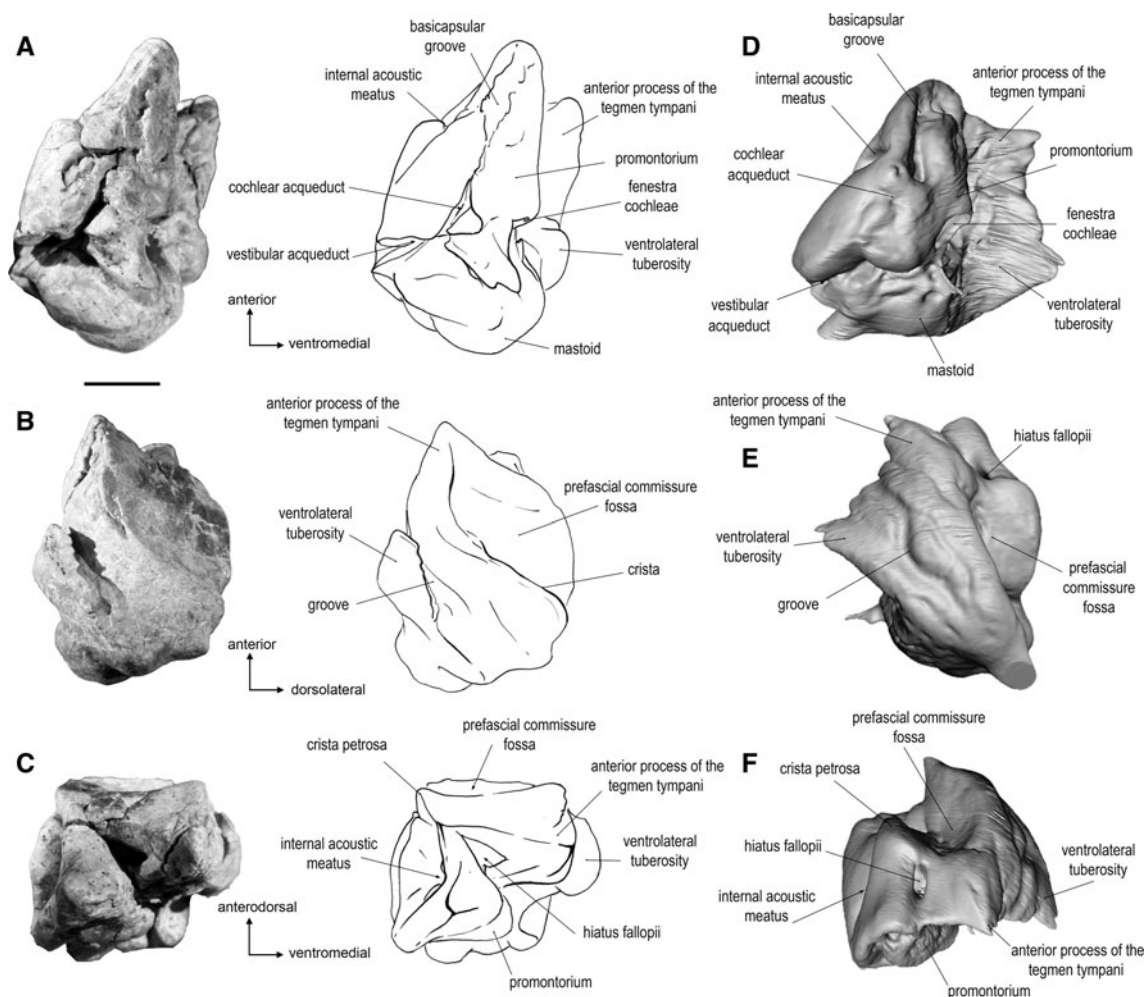 A
basicapsular
groove
internal acoustic
meatus
anterior process of the
tegmen tympani
promontorium
cochlear acqueduct
fenestra
cochleae
vestibular acqueduct
ventrolateral
tuberosity
anterior
ventromedial
mastoid
D
basicapsular
groove
internal acoustic
meatus
anterior process of the
tegmen tympani
cochlear
acqueduct
promontorium
fenestra
cochleae
vestibular
acqueduct
ventrolateral
tuberosity
mastoid
B
anterior process of the
tegmen tympani
prefascial commissure
fossa
ventrolateral
tuberosity
crista
groove
anterior
dorsolateral
E
anterior process of the
tegmen tympani
hiatus fallopii
ventrolateral
tuberosity
prefascial
commissure
fossa
groove
C
prefascial commissure
fossa
crista petrosa
anterior process of the
tegmen tympani
internal acoustic
meatus
ventrolateral
tuberosity
anterodorsal
ventromedial
hiatus fallopii
promontorium
F
prefascial commissure
fossa
crista petrosa
hiatus fallopii
ventrolateral
tuberosity
internal acoustic
meatus
anterior process of the
tegmen tympani
promontorium